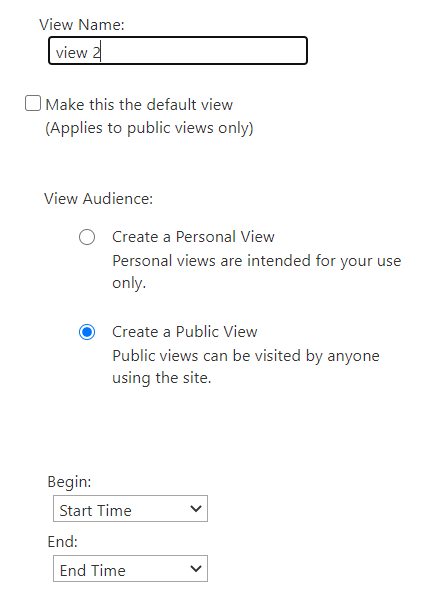 View Name:
view 2
Make this the default view
(Applies to public views only)
View Audience:
Create a Personal View
Personal views are intended for your use
only.
Create a Public View
Public views can be visited by anyone
using the site.
Begin:
Start Time
End:
End Time